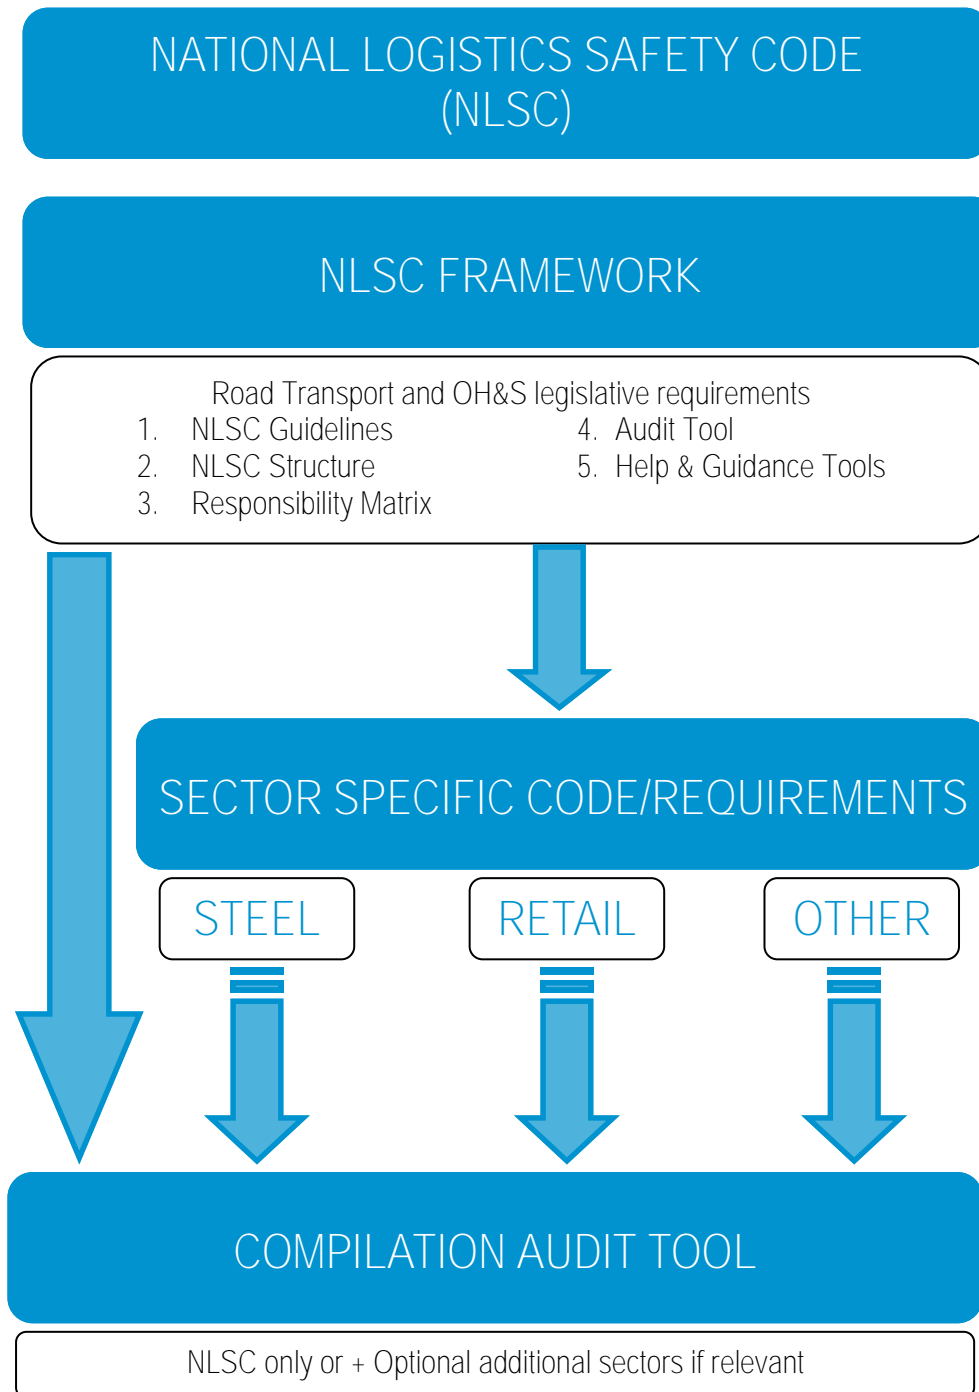 NATIONAL LOGISTICS SAFETY CODE
(NLSC)
NLSC FRAMEWORK
Road Transport and OH&S legislative requirements
1. NLSC Guidelines
2. NLSC Structure
3. Responsibility Matrix
4. Audit Tool
5. Help & Guidance Tools
SECTOR SPECIFIC CODE/REQUIREMENTS
STEEL
RETAIL
OTHER
COMPILATION AUDIT TOOL
NLSC only or + Optional additional sectors if relevant